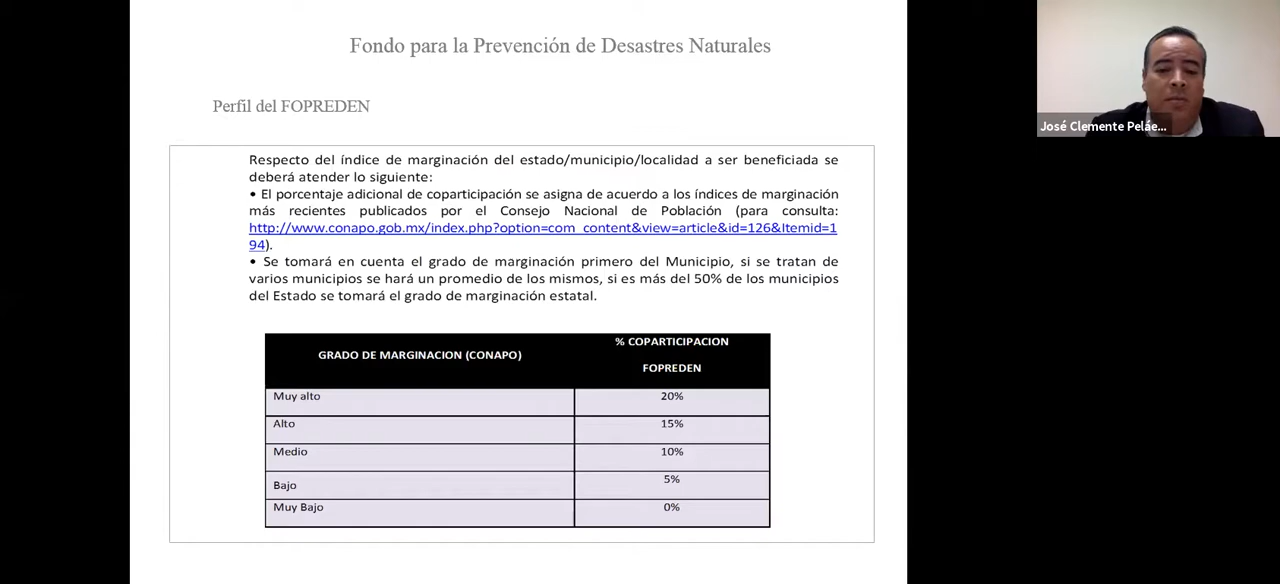 Fondo para la Prevención de Desastres Naturales
Perfil del FOPREDEN
Respecto del índice de marginación del estado/municipio/localidad a ser beneficiada se
deberá atender lo siguiente:
• El porcentaje adicional de coparticipación se asigna de acuerdo a los índices de marginación
más recientes publicados por el Consejo Nacional de Población (para consulta:
http://www.conapo.gob.mx/index.php?option=com_content&view=article&id=126&Itemid=1
94).
• Se tomará en cuenta el grado de marginación primero del Municipio, si se tratan de
varios municipios se hará un promedio de los mismos, si es más del 50% de los municipios
del Estado se tomará el grado de marginación estatal.
GRADO DE MARGINACION (CONAPO) % COPARTICIPACION
FOPREDEN
Muy alto 20%
Alto 15%
Medio 10%
Bajo 5%
Muy Bajo 0%
José Clemente Peláe...